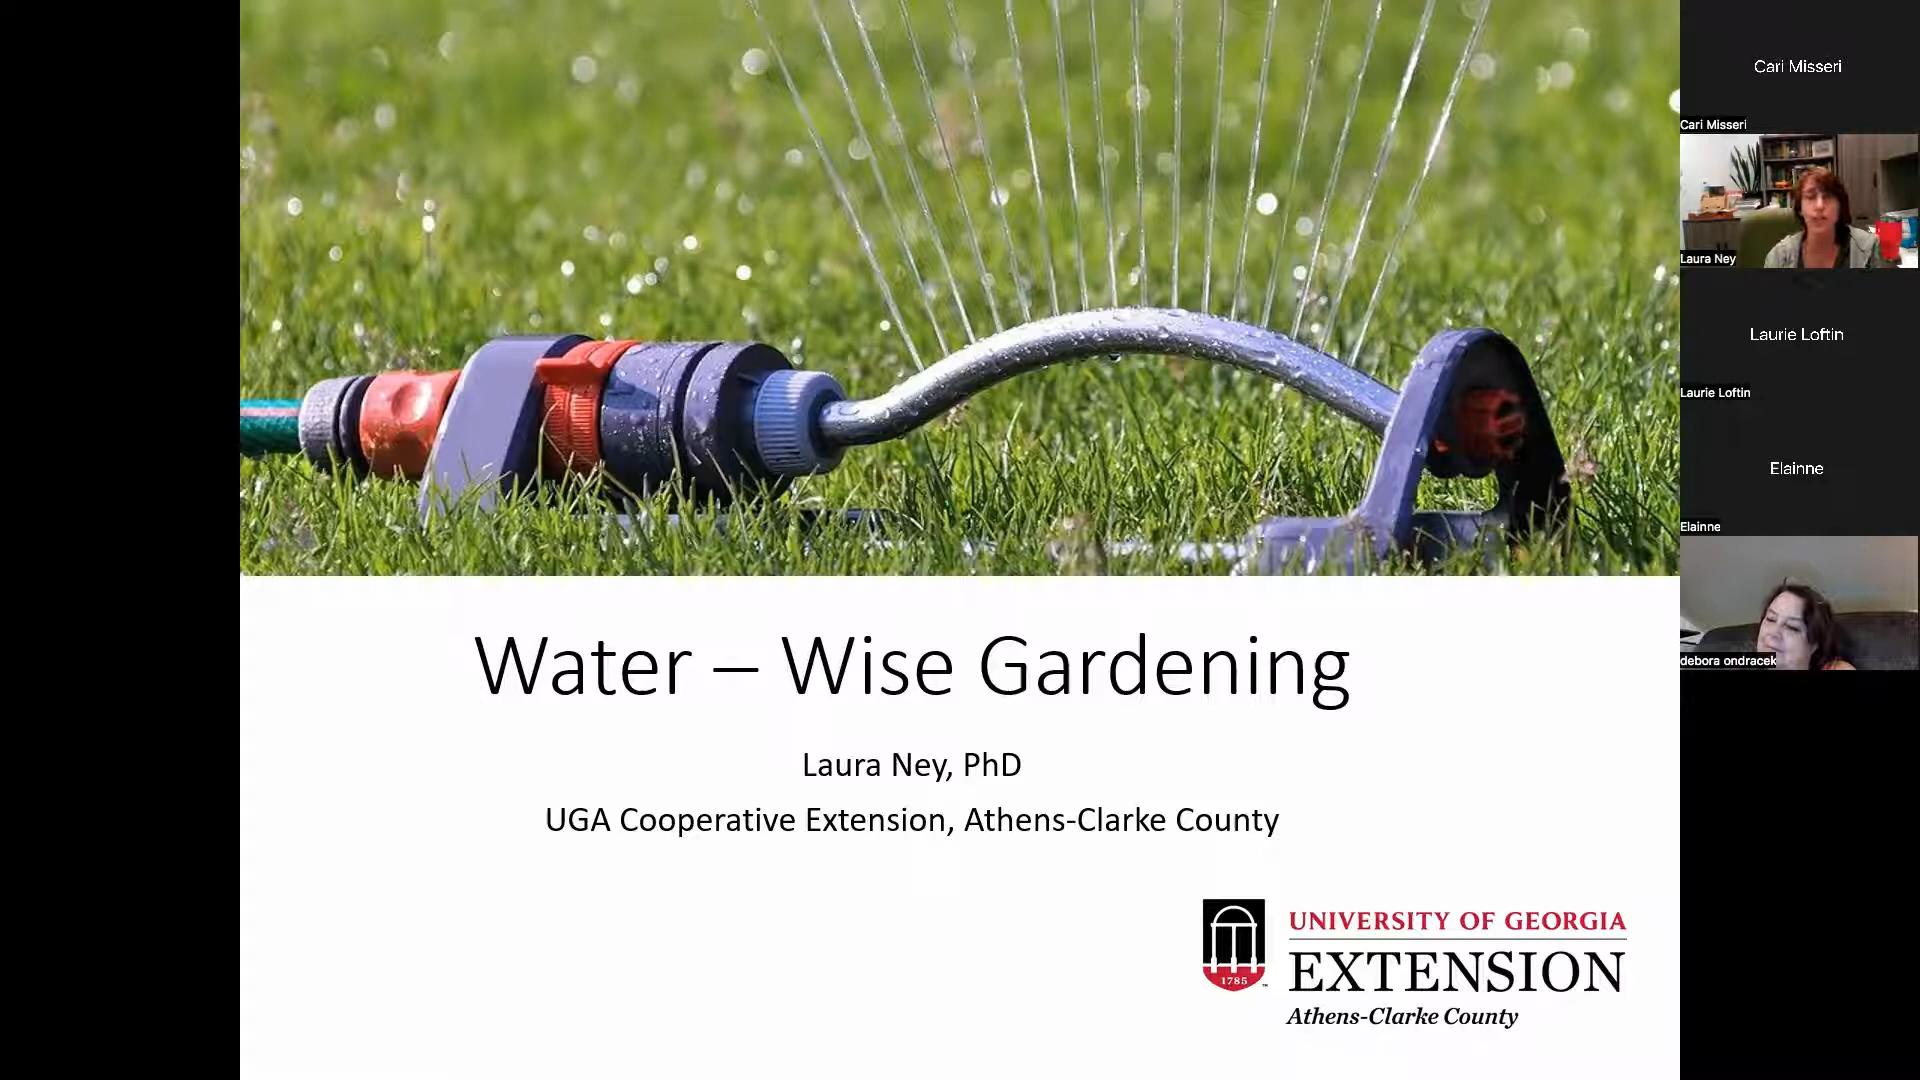 Water – Wise Gardening
Laura Ney, PhD
UGA Cooperative Extension, Athens-Clarke County
1785
UNIVERSITY OF GEORGIA
EXTENSION
Athens-Clarke County
Cari Misseri
Cari Misseri
Laura Ney
Laurie Loftin
Laurie Loftin
Elainne
Elainne
debora ondracek